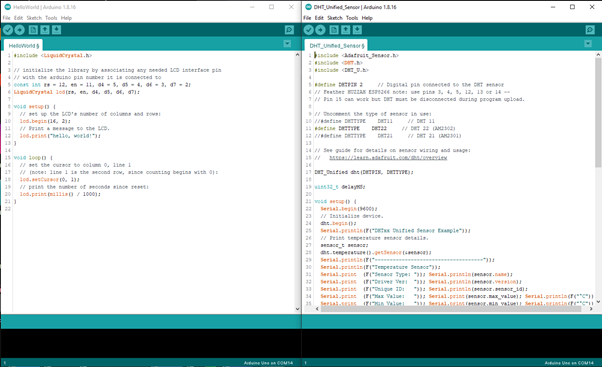 HelloWorld | Arduino 1.8.16
File Edit Sketch Tools Help
HelloWorld §
1 #include <LiquidCrystal.h>
2
3 // initialize the library by associating any needed LCD interface pin
4 // with the arduino pin number it is connected to
5 const int rs = 12, en = 11, d4 = 5, d5 = 4, d6 = 3, d7 = 2;
6 LiquidCrystal lcd(rs, en, d4, d5, d6, d7);
7
8 void setup() {
9 // set up the LCD's number of columns and rows:
10 lcd.begin(16, 2);
11 // Print a message to the LCD.
12 lcd.print("hello, world!");
13 }
14
15 void loop() {
16 // set the cursor to column 0, line 1
17 // (note: line 1 is the second row, since counting begins with 0):
18 lcd.setCursor(0, 1);
19 // print the number of seconds since reset:
20 lcd.print(millis() / 1000);
21 }
22
1
Arduino Uno on COM14
DHT_Unified_Sensor | Arduino 1.8.16
File Edit Sketch Tools Help
DHT_Unified_Sensor §
1 #include <Adafruit_Sensor.h>
2 #include <DHT.h>
3 #include <DHT_U.h>
4
5 #define DHTPIN 2 // Digital pin connected to the DHT sensor
6 // Feather HUZZAH ESP8266 note: use pins 3, 4, 5, 12, 13 or 14 --
7 // Pin 15 can work but DHT must be disconnected during program upload.
8
9 // Uncomment the type of sensor in use:
10 //#define DHTTYPE DHT11 // DHT 11
11 #define DHTTYPE DHT22 // DHT 22 (AM2302)
12 //#define DHTTYPE DHT21 // DHT 21 (AM2301)
13
14 // See guide for details on sensor wiring and usage:
15 // https://learn.adafruit.com/dht/overview
16
17 DHT_Unified dht(DHTPIN, DHTTYPE);
18
19 uint32_t delayMS;
20
21 void setup() {
22 Serial.begin(9600);
23 // Initialize device.
24 dht.begin();
25 Serial.println(F("DHTxx Unified Sensor Example"));
26 // Print temperature sensor details.
27 sensor_t sensor;
28 dht.temperature().getSensor(&sensor);
29 Serial.println(F("------------------------------------"));
30 Serial.println(F("Temperature Sensor"));
31 Serial.print (F("Sensor Type: ")); Serial.println(sensor.name);
32 Serial.print (F("Driver Ver: ")); Serial.println(sensor.version);
33 Serial.print (F("Unique ID: ")); Serial.println(sensor.sensor_id);
34 Serial.print (F("Max Value: ")); Serial.print(sensor.max_value); Serial.println(F("°C")
35 Serial.print (F("Min Value: ")); Serial.print(sensor.min_value); Serial.println(F("°C")
1
Arduino Uno on COM14